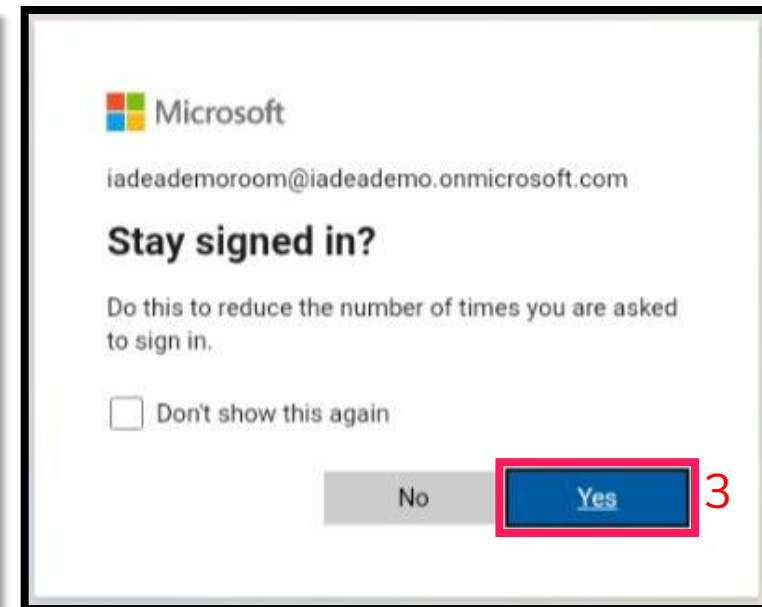 Microsoft
iadeademoroom@iadeademo.onmicrosoft.com
Stay signed in?
Do this to reduce the number of times you are asked
to sign in.
Don't show this again
No
Yes
3